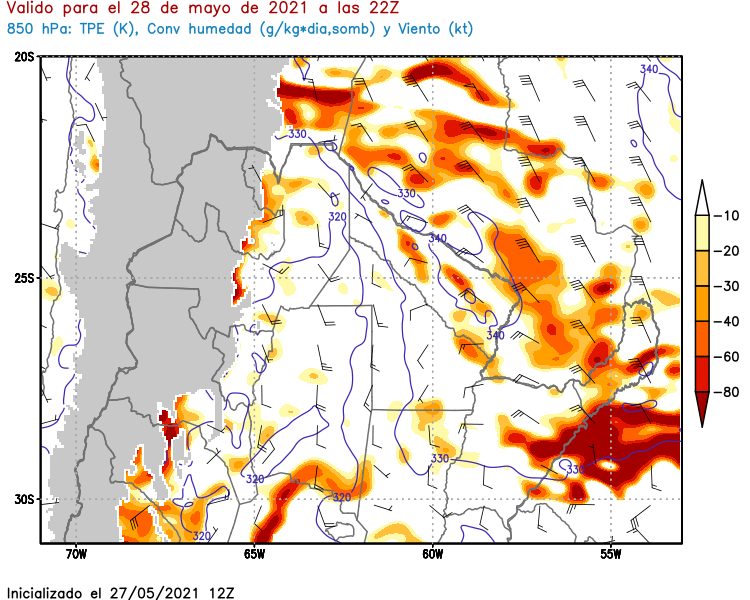 Valido para el 28 de mayo de 2021 a las 22Z
850 hPa: TPE (K), Conv humedad (g/kg*dia,somb) y Viento (kt)
20S
340
330
330
320
340
-10
-20
25S
-30
-40
340
-60
-80
330
330
320
320
30S
320
70W
65W
60W
55W
Inicializado el 27/05/2021 12Z